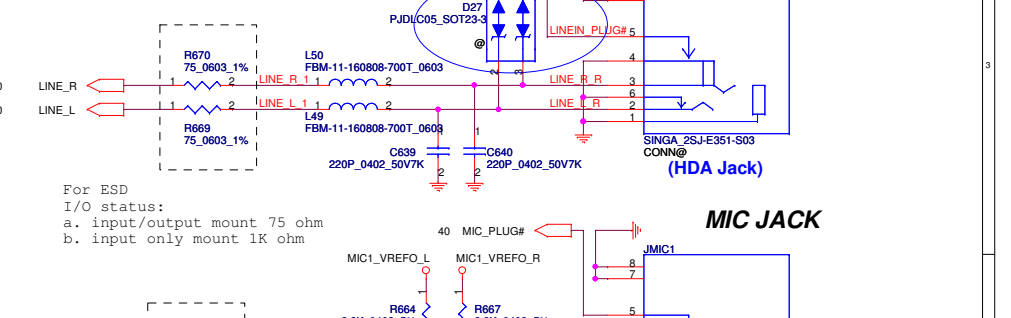 D27
PJDLC05_SOT23-3
@
2
3
LINEIN_PLUG# 5
4
R670
75_0603_1%
L50
FBM-11-160808-700T_0603
LINE_R
1
2
LINE_R_1
1
2
LINE_R_R
3
6
LINE_L
1
2
LINE_L_1
1
2
LINE_L_R
2
1
R669
75_0603_1%
L49
FBM-11-160808-700T_0603
1
1
C639
220P_0402_50V7K
C640
220P_0402_50V7K
2
2
SINGA_2SJ-E351-S03
CONN@
(HDA Jack)
3
For ESD
I/O status:
a. input/output mount 75 ohm
b. input only mount 1K ohm
MIC JACK
40 MIC_PLUG#
JMIC1
MIC1_VREFO_L
MIC1_VREFO_R
8
7
1
1
R664
R667
5